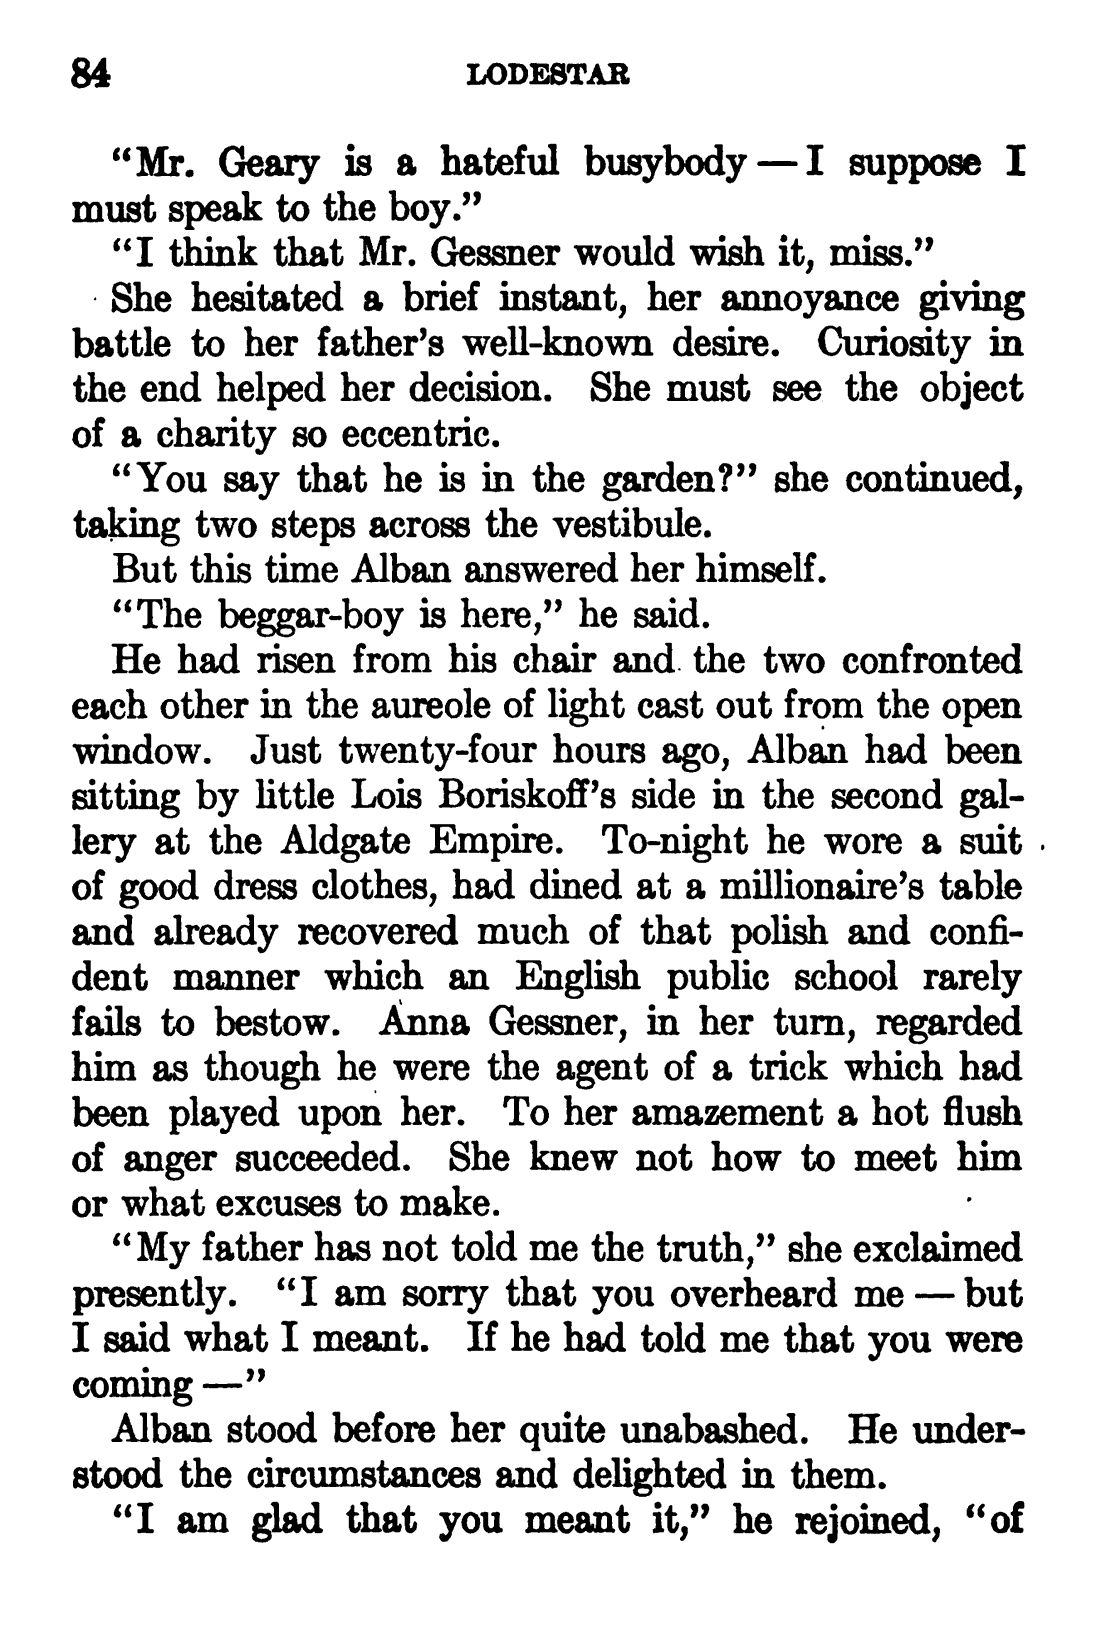 84 LODESTAR
“Mr. Geary is a hateful busybody — I suppose I
must speak to the boy.”
“I think that Mr. Gessner would wish it, miss.”
She hesitated a brief instant, her annoyance giving
battle to her father’s well-known desire. Curiosity in
the end helped her decision. She must see the object
of a charity so eccentric.
“You say that he is in the garden?” she continued,
taking two steps across the vestibule.
But this time Alban answered her himself.
“The beggar-boy is here,” he said.
He had risen from his chair and the two confronted
each other in the aureole of light cast out from the open
window. Just twenty-four hours ago, Alban had been
sitting by little Lois Boriskoff’s side in the second gal-
lery at the Aldgate Empire. To-night he wore a suit
of good dress clothes, had dined at a millionaire’s table
and already recovered much of that polish and confi-
dent manner which an English public school rarely
fails to bestow. Anna Gessner, in her turn, regarded
him as though he were the agent of a trick which had
been played upon her. To her amazement a hot flush
of anger succeeded. She knew not how to meet him
or what excuses to make.
“My father has not told me the truth,” she exclaimed
presently. “I am sorry that you overheard me — but
I said what I meant. If he had told me that you were
coming —”
Alban stood before her quite unabashed. He under-
stood the circumstances and delighted in them.
“I am glad that you meant it,” he rejoined, “of